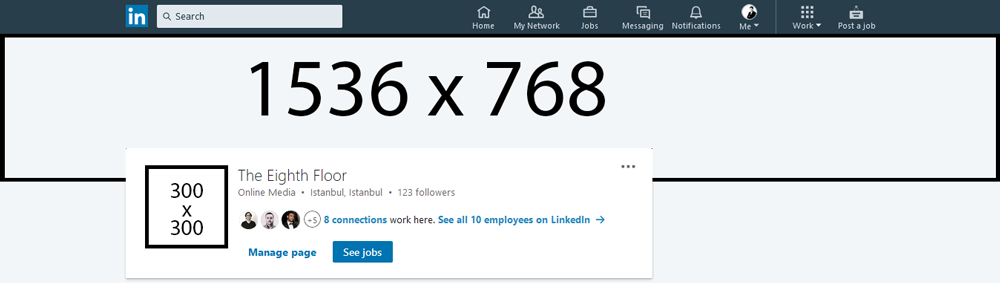 in
Search
Home
My Network
Jobs
Messaging
Notifications
Me
Work
Post a job
1536 x 768
300
x
300
The Eighth Floor
Online Media • Istanbul, Istanbul • 123 followers
+5 8 connections work here. See all 10 employees on LinkedIn →
Manage page
See jobs